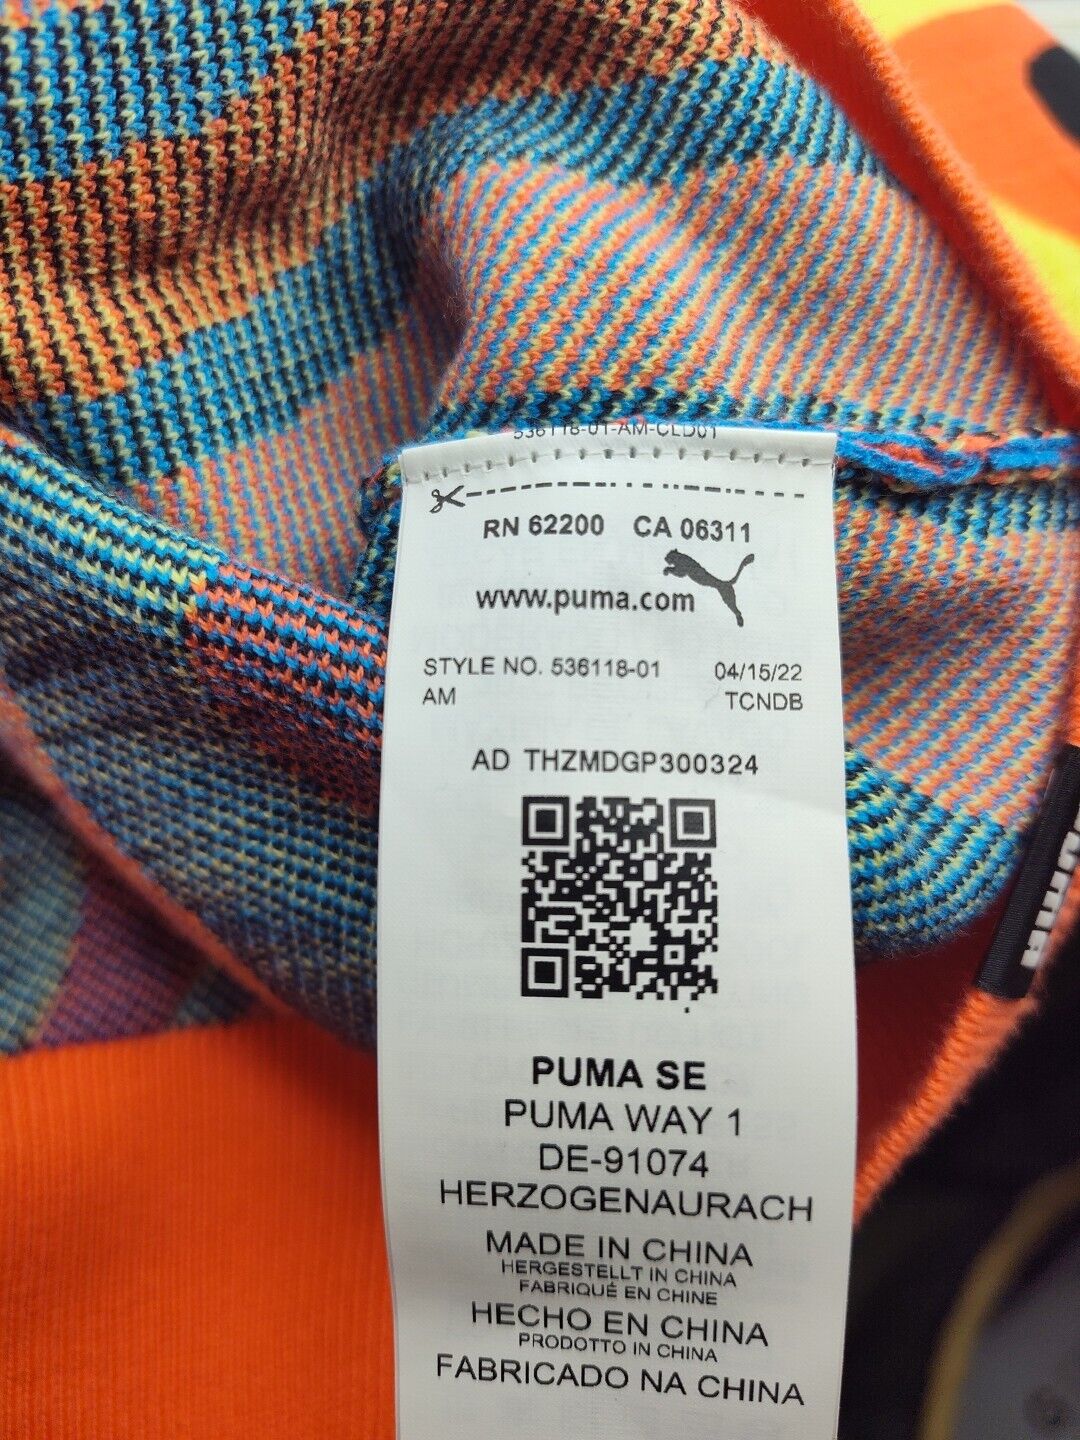 536118-01-AM-CLD01
RN 62200 CA 06311
www.puma.com
STYLE NO. 536118-01 04/15/22
AM TCNDB
AD THZMDGP300324
PUMA SE
PUMA WAY 1
DE-91074
HERZOGENAURACH
MADE IN CHINA
HERGESTELLT IN CHINA
FABRIQUÉ EN CHINE
HECHO EN CHINA
PRODOTTO IN CHINA
FABRICADO NA CHINA